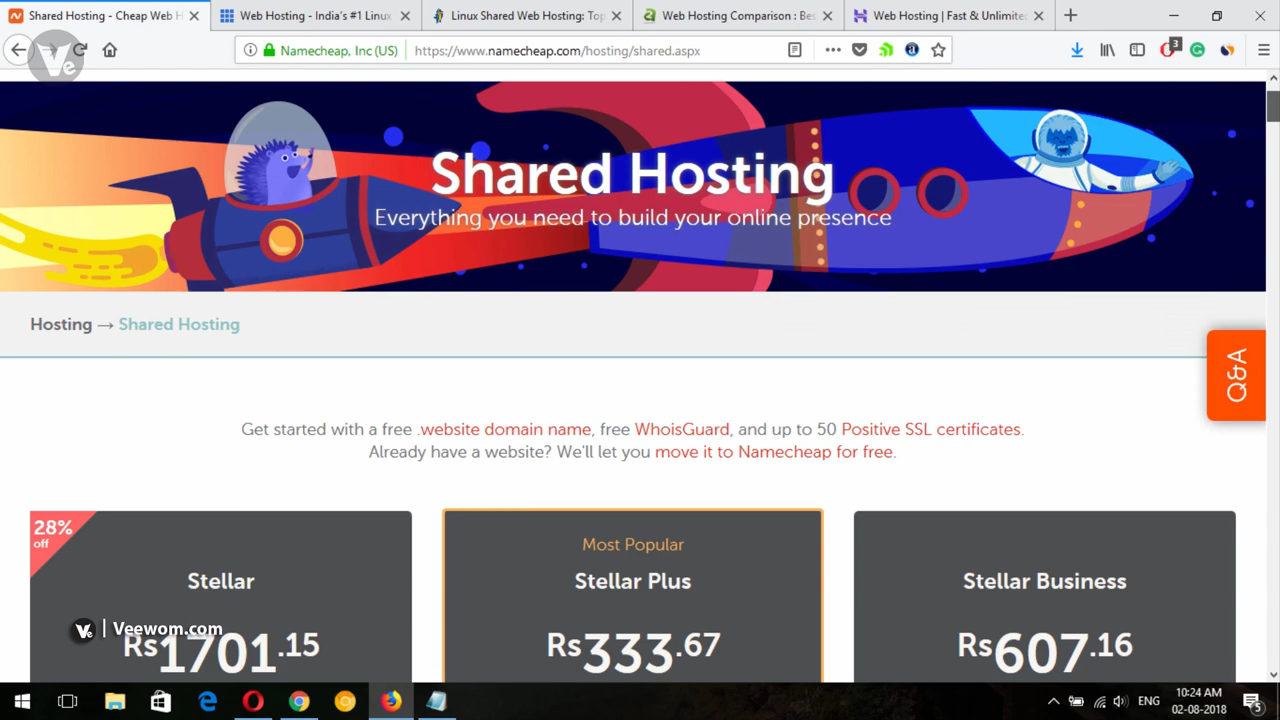 Shared Hosting - Cheap Web H
Web Hosting - India's #1 Linux
Linux Shared Web Hosting: Top
Web Hosting Comparison : Bes
Web Hosting | Fast & Unlimited
Ve
Namecheap, Inc (US)
https://www.namecheap.com/hosting/shared.aspx
3
Shared Hosting
Everything you need to build your online presence
Hosting → Shared Hosting
Q&A
Get started with a free .website domain name, free WhoisGuard, and up to 50 Positive SSL certificates.
Already have a website? We'll let you move it to Namecheap for free.
28%
off
Most Popular
Stellar
Stellar Plus
Stellar Business
Ve | Veewom.com
Rs1701.15
Rs333.67
Rs607.16
ENG
10:24 AM
02-08-2018
5